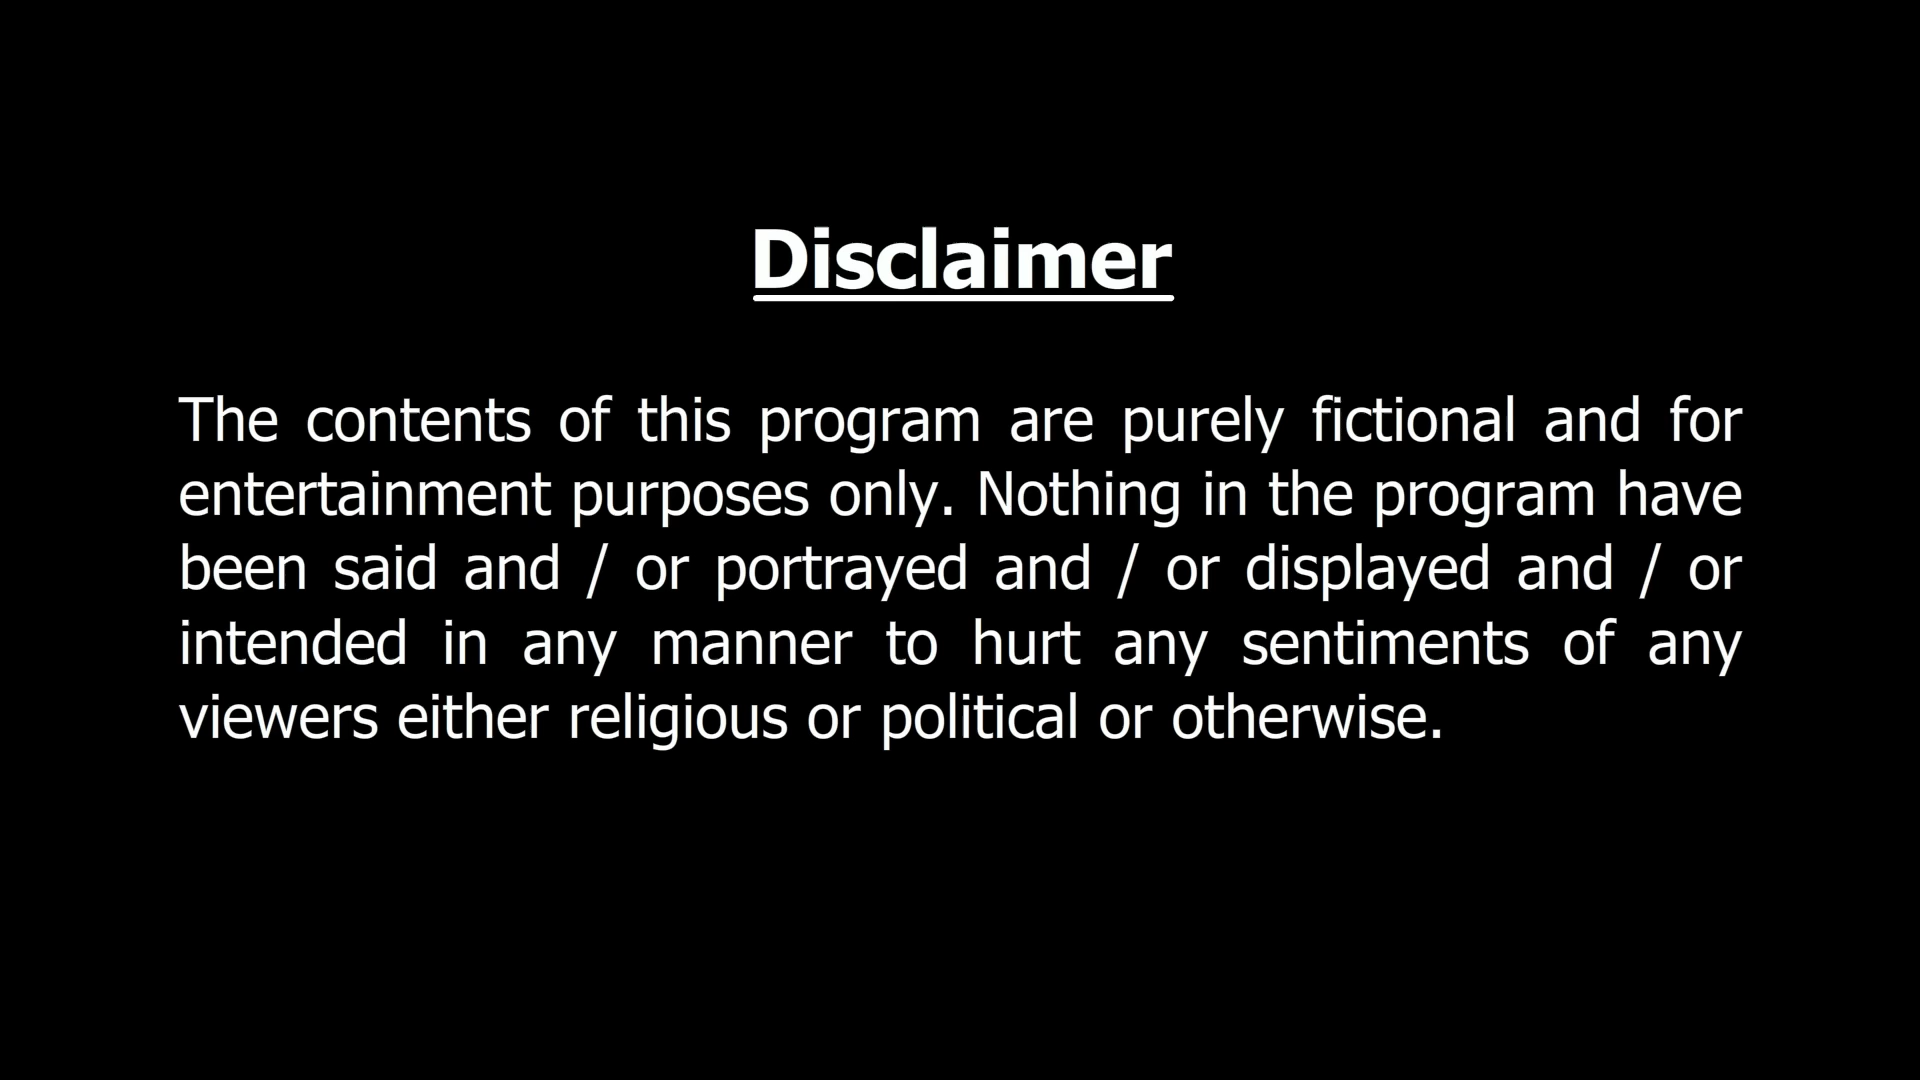 Disclaimer
The contents of this program are purely fictional and for
entertainment purposes only. Nothing in the program have
been said and / or portrayed and / or displayed and / or
intended in any manner to hurt any sentiments of any
viewers either religious or political or otherwise.